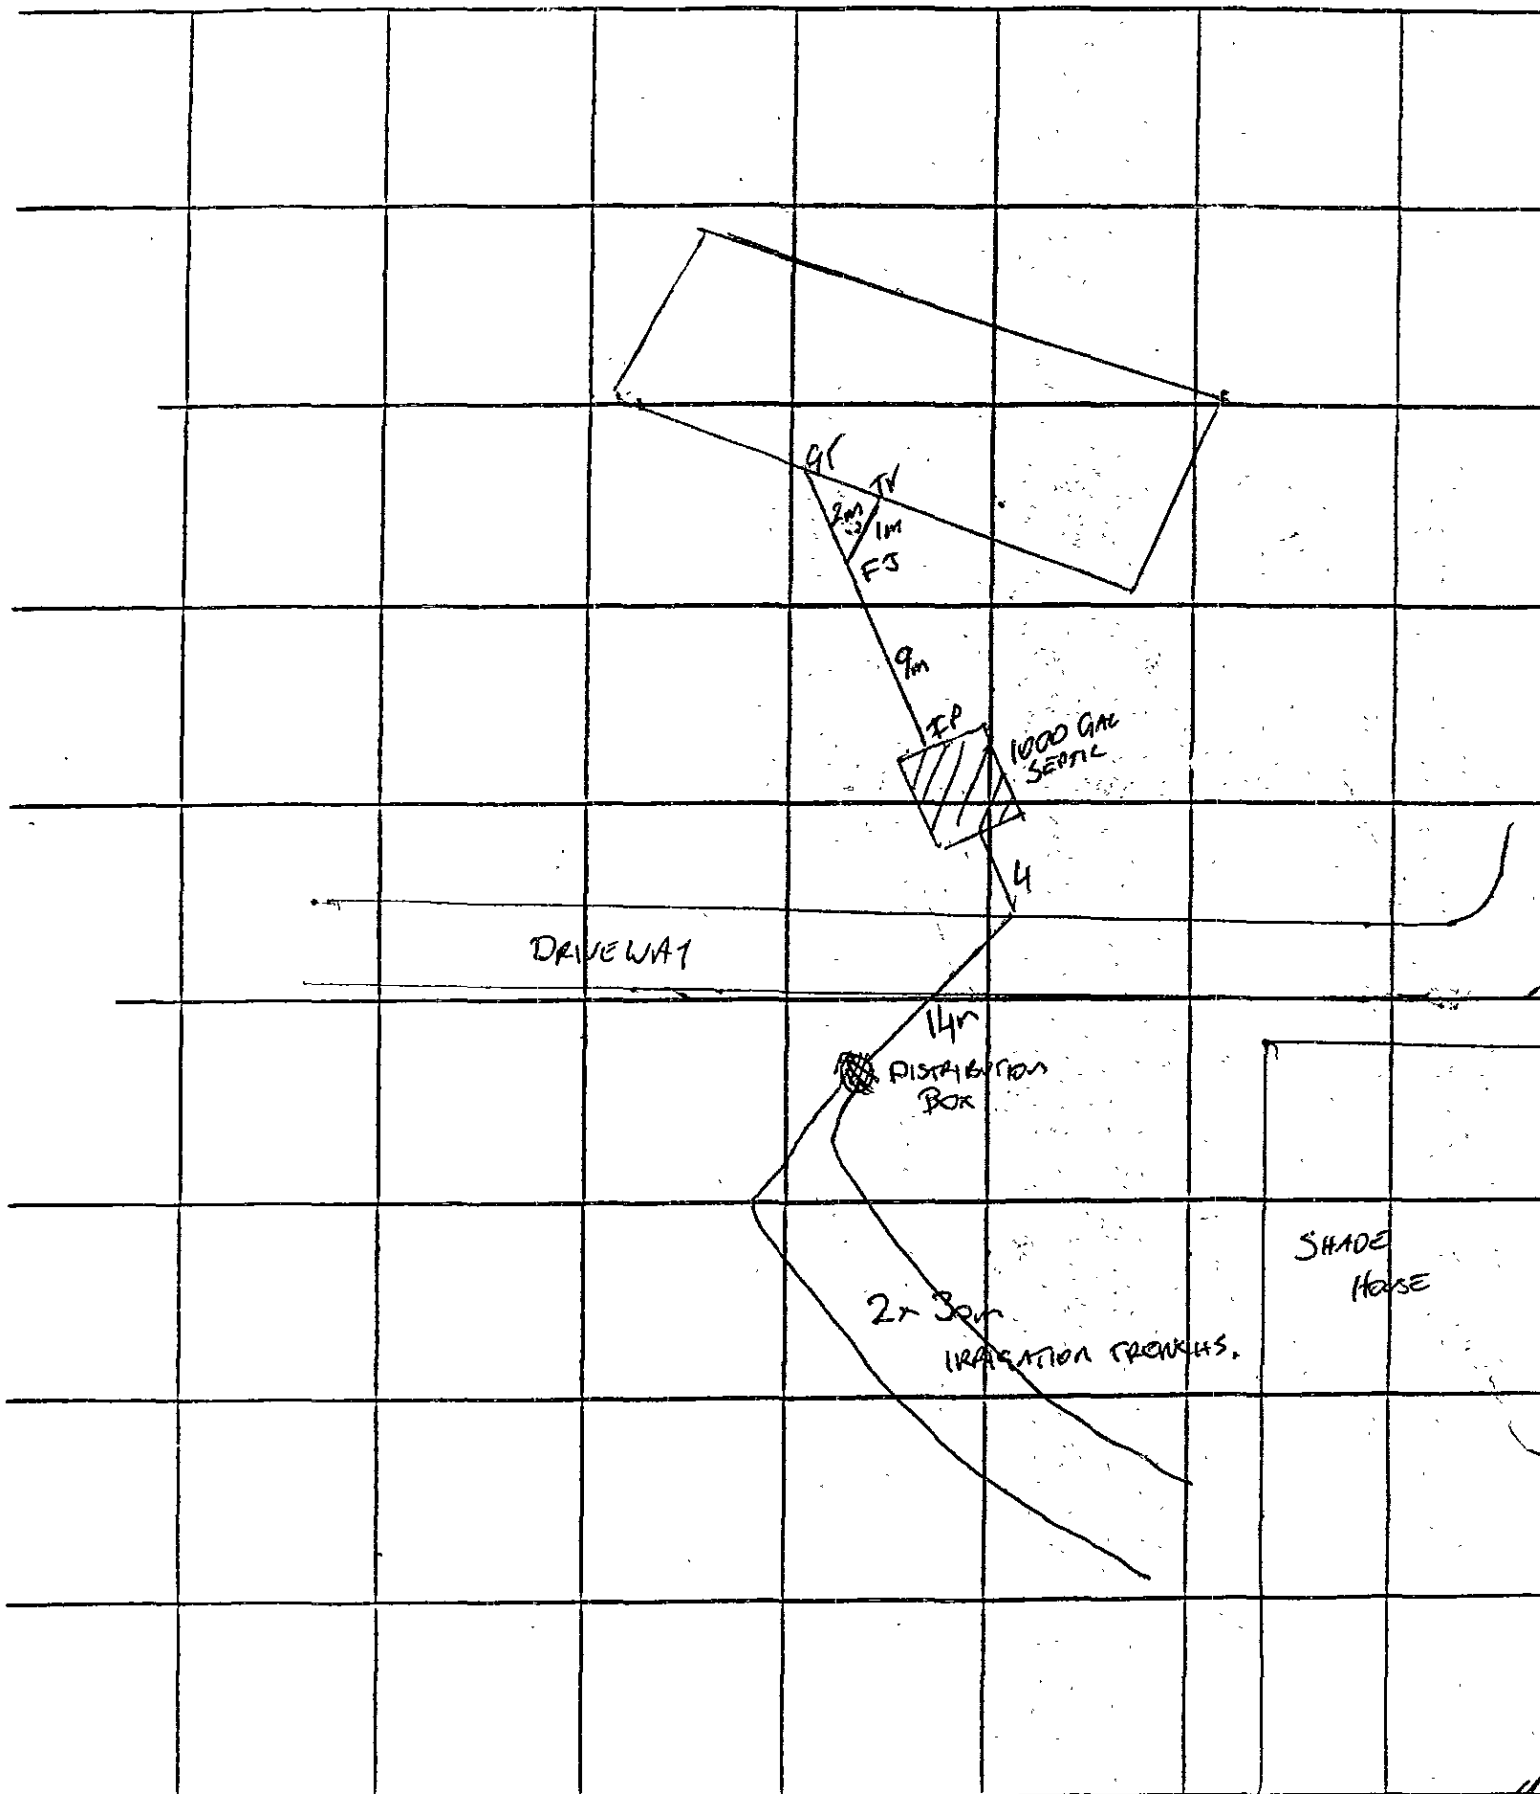 GT
TV
2m
1m
FJ
9m
IP
1000 GAL
SEPTIC
4
DRIVEWAY
14m
DISTRIBUTION
BOX
SHADE
HOUSE
2x 30m
IRRIGATION TRENCHS.